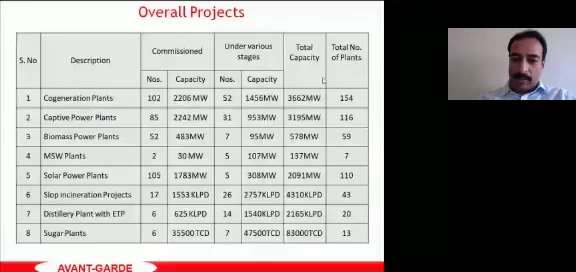 Overall Projects
S. No Description Commissioned Under various stages Total Capacity Total No. of Plants
Nos. Capacity Nos. Capacity
1 Cogeneration Plants 102 2206MW 52 1456MW 3662MW 154
2 Captive Power Plants 85 2242 MW 31 953MW 3195MW 116
3 Biomass Power Plants 52 483MW 7 95MW 578MW 59
4 MSW Plants 2 30 MW 5 107MW 137MW 7
5 Solar Power Plants 105 1783MW 5 308MW 2091MW 110
6 Slop incineration Projects 17 1553 KLPD 26 2757KLPD 4310KLPD 43
7 Distillery Plant with ETP 6 625 KLPD 14 1540KLPD 2165KLPD 20
8 Sugar Plants 6 35500 TCD 7 47500TCD 83000TCD 13
AVANT-GARDE